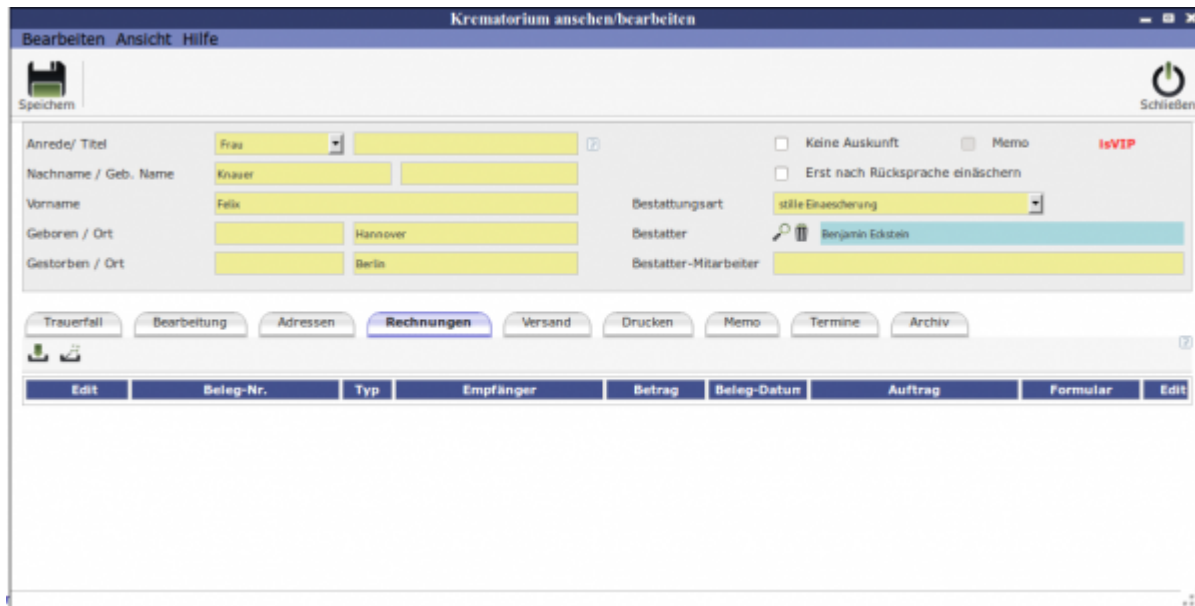 Krematorium ansehen/bearbeiten
Bearbeiten Ansicht Hilfe
Speichern
Schließen
Anrede/ Titel Frau Keine Auskunft Memo isVIP
Nachname / Geb. Name Knauer Erst nach Rücksprache einäschern
Vorname Felix Bestattungsart stille Einaescherung
Geboren / Ort Hannover Bestatter Benjamin Eckstein
Gestorben / Ort Berlin Bestatter-Mitarbeiter
Trauerfall Bearbeitung Adressen Rechnungen Versand Drucken Memo Termine Archiv
Edit Beleg-Nr. Typ Empfänger Betrag Beleg-Datum Auftrag Formular Edit